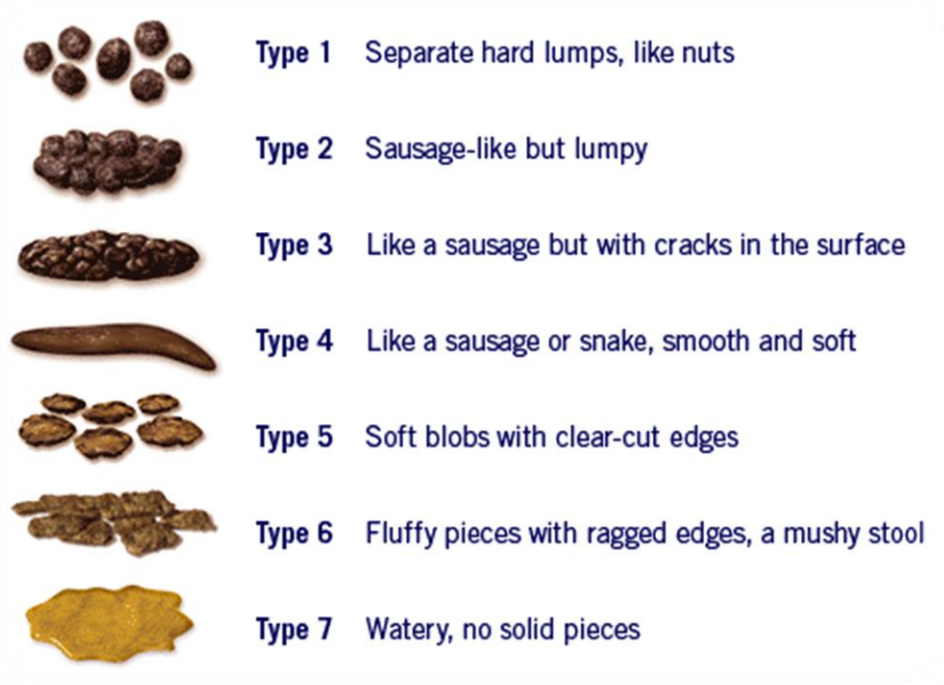 Type 1 Separate hard lumps, like nuts
Type 2 Sausage-like but lumpy
Type 3 Like a sausage but with cracks in the surface
Type 4 Like a sausage or snake, smooth and soft
Type 5 Soft blobs with clear-cut edges
Type 6 Fluffy pieces with ragged edges, a mushy stool
Type 7 Watery, no solid pieces